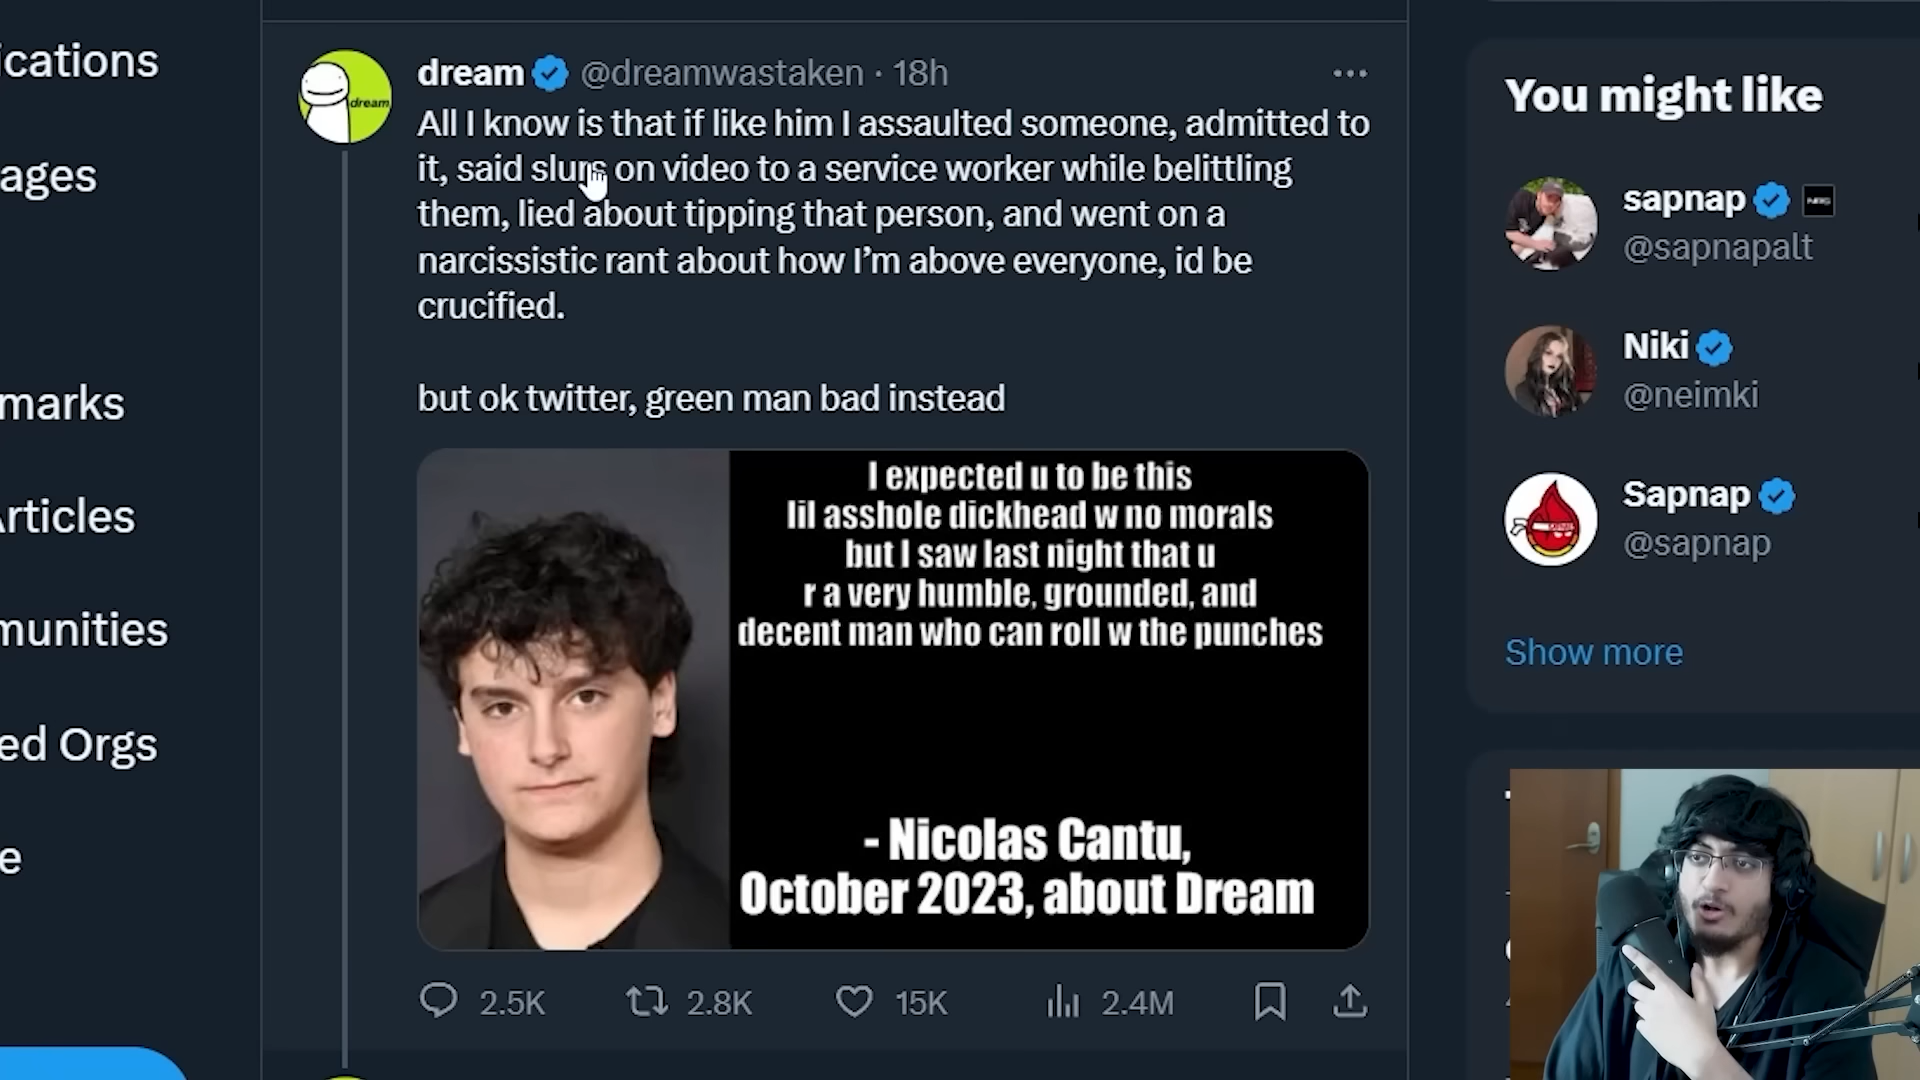 ications
ages
marks
Articles
munities
ed Orgs
e
dream @dreamwastaken · 18h
dream
All I know is that if like him I assaulted someone, admitted to
it, said slurs on video to a service worker while belittling
them, lied about tipping that person, and went on a
narcissistic rant about how I’m above everyone, id be
crucified.
but ok twitter, green man bad instead
I expected u to be this
lil asshole dickhead w no morals
but I saw last night that u
r a very humble, grounded, and
decent man who can roll w the punches
- Nicolas Cantu,
October 2023, about Dream
2.5K 2.8K 15K 2.4M
You might like
sapnap
@sapnapalt
Niki
@neimki
Sapnap
@sapnap
Show more